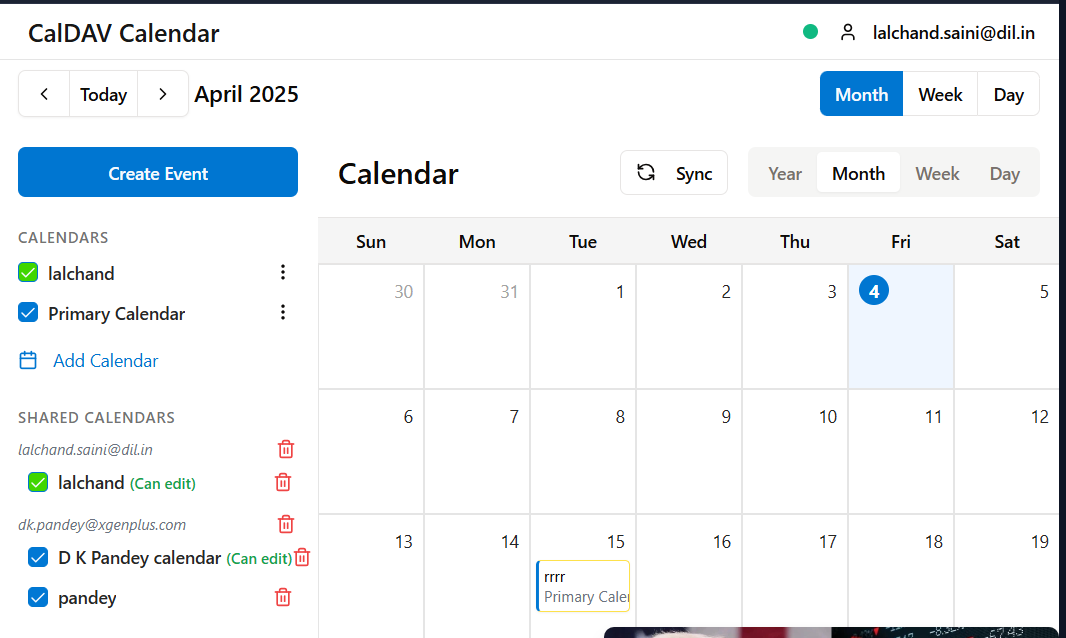 CalDAV Calendar
lalchand.saini@dil.in
Today
April 2025
Month Week Day
Create Event
Calendar
Sync
Year Month Week Day
CALENDARS
lalchand
Primary Calendar
Add Calendar
SHARED CALENDARS
lalchand.saini@dil.in
lalchand (Can edit)
dk.pandey@xgenplus.com
D K Pandey calendar (Can edit)
pandey
Sun Mon Tue Wed Thu Fri Sat
30 31 1 2 3 4 5
6 7 8 9 10 11 12
13 14 15 16 17 18 19
rrrr
Primary Caler